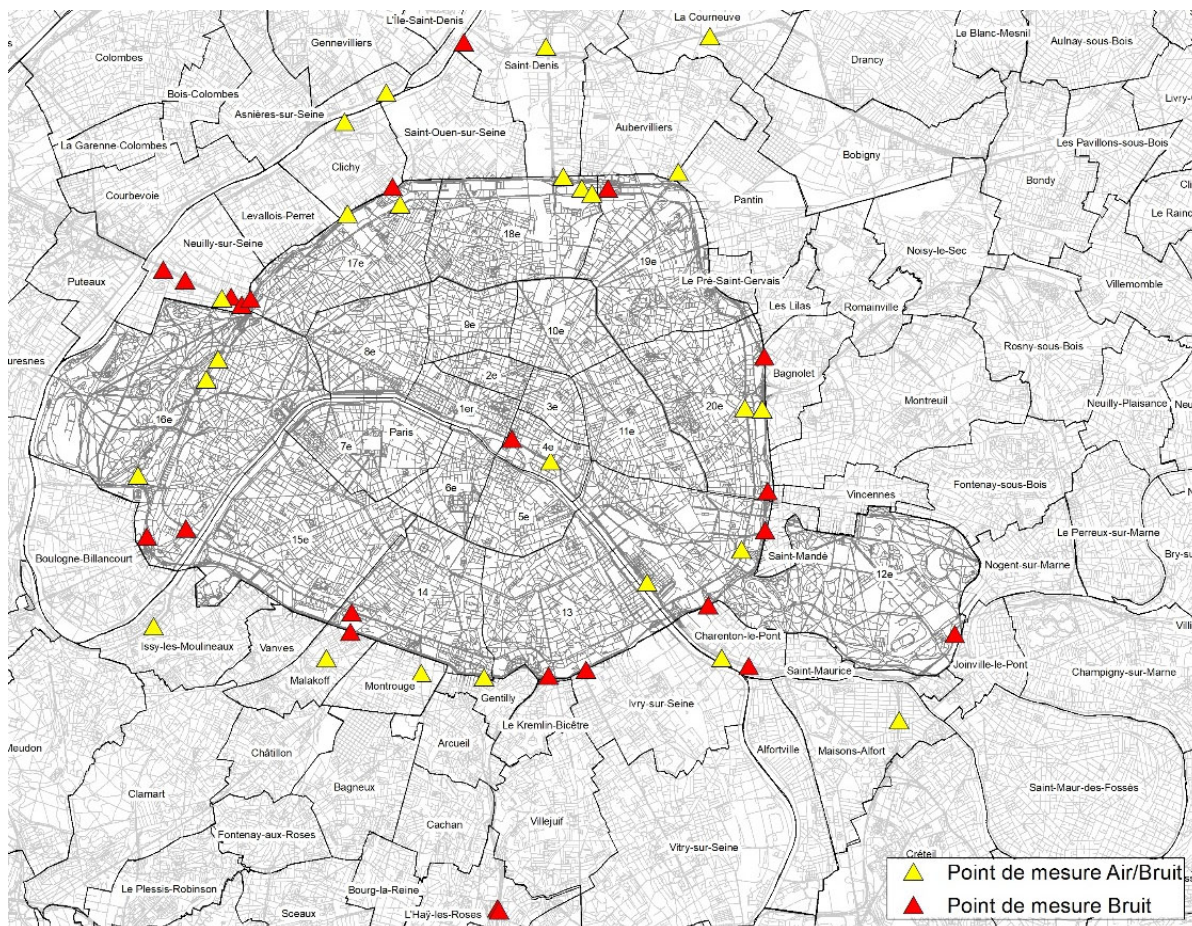 L'Ile-Saint-Denis
La Courneuve
Le Blanc-Mesnil
Aulnay-sous-Bois
Gennevilliers
Colombes
Saint-Denis
Drancy
Bois-Colombes
Asnières-sur-Seine
Saint-Ouen-sur-Seine
Aubervilliers
La Garenne-Colombes
Les Pavillons-sous-Bois
Bobigny
Clichy
Bondy
Courbevoie
Pantin
Levallois-Perret
Neuilly-sur-Seine
18e
17e
19e
Noisy-le-Sec
Puteaux
Le Pré-Saint-Gervais
Villemomble
Les Lilas
Romainville
9e
10e
Rosny-sous-Bois
8e
2e
Bagnolet
Montreuil
Neuilly-Plaisance
1er
3e
20e
16e
11e
Paris
7e
4e
6e
Fontenay-sous-Bois
Vincennes
5e
Le Perreux-sur-Marne
15e
Saint-Mandé
Boulogne-Billancourt
Nogent-sur-Marne
12e
14
13
Charenton-le-Pont
Issy-les-Moulineaux
Vanves
Joinville-le-Pont
Saint-Maurice
Champigny-sur-Marne
Malakoff
Montrouge
Gentilly
Ivry-sur-Seine
Le Kremlin-Bicêtre
Arcueil
Châtillon
Alfortville
Maisons-Alfort
Bagneux
Saint-Maur-des-Fossés
Clamart
Cachan
Villejuif
Fontenay-aux-Roses
Vitry-sur-Seine
Créteil
Le Plessis-Robinson
Bourg-la-Reine
Sceaux
L'Haÿ-les-Roses
Point de mesure Air/Bruit
Point de mesure Bruit